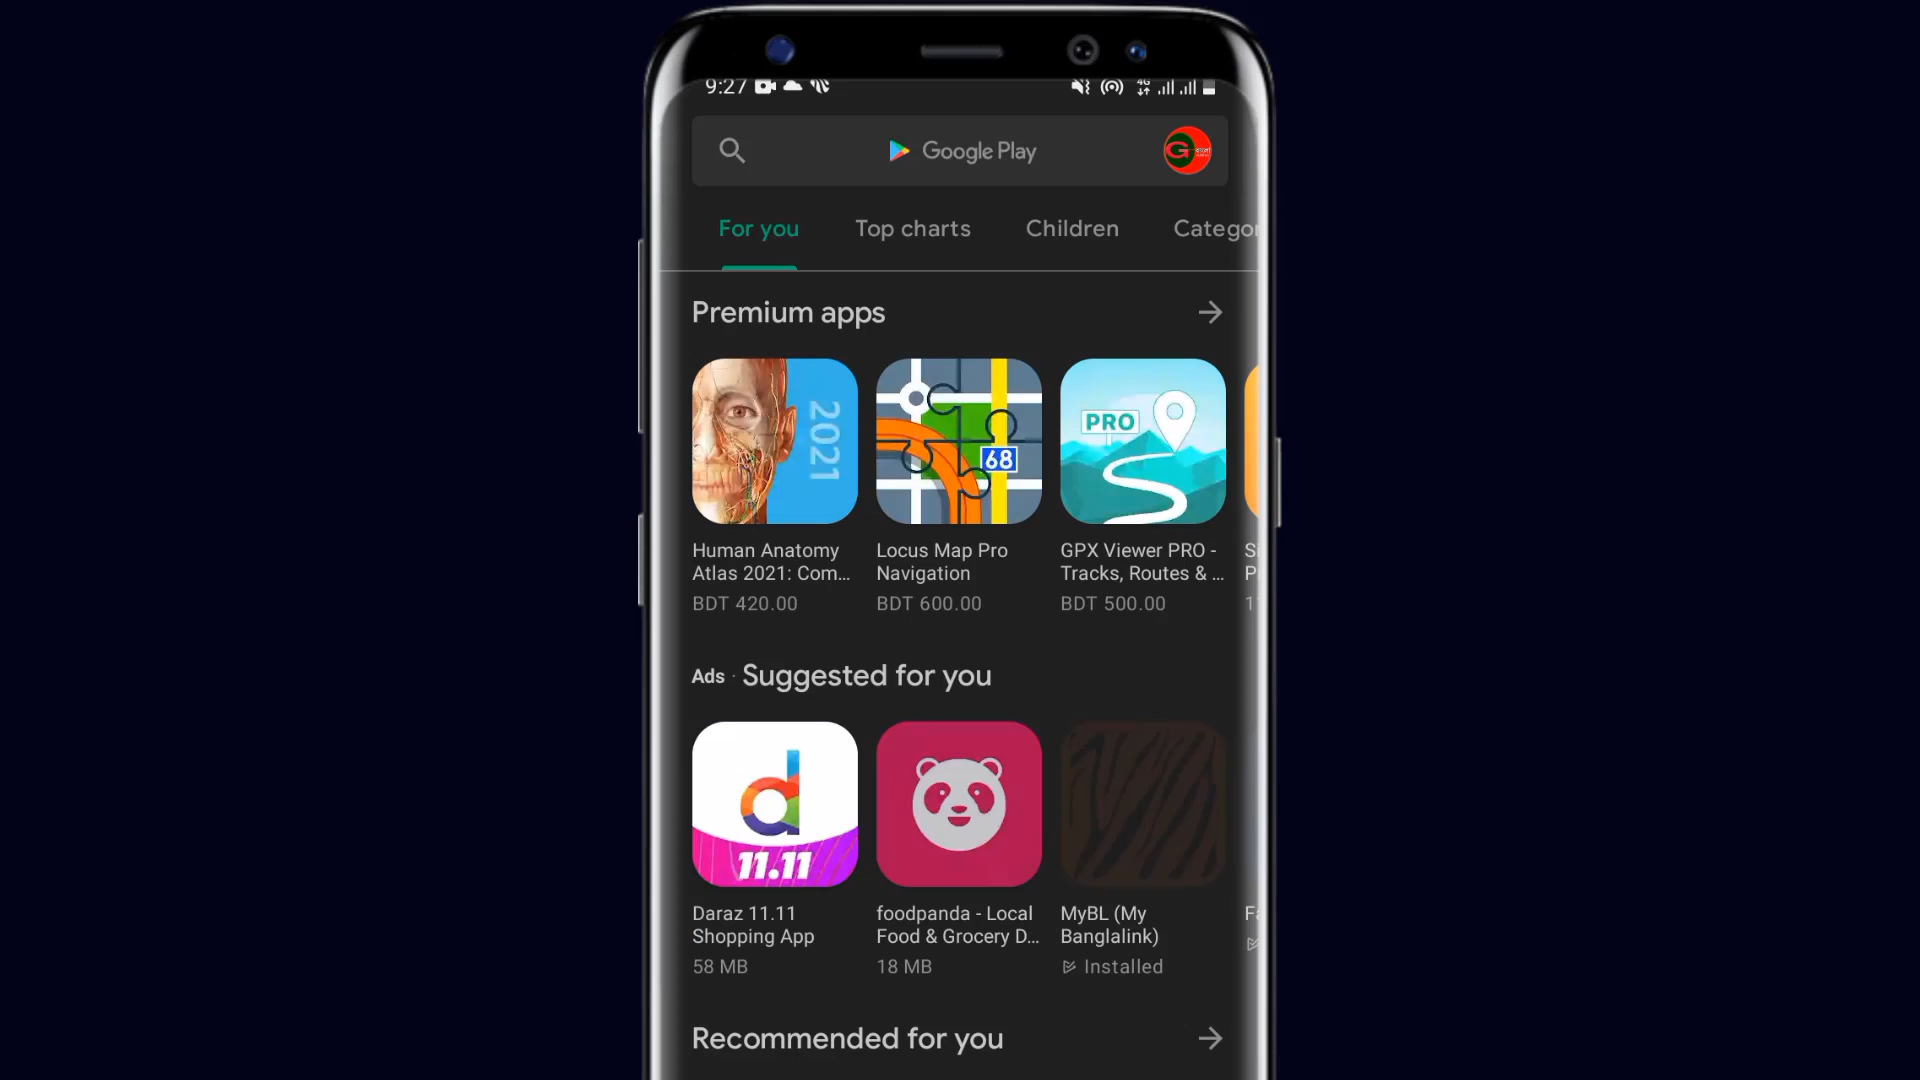 9:27
4G
Google Play
G
For you
Top charts
Children
Categor
Premium apps
2021
68
PRO
Human Anatomy
Atlas 2021: Com...
BDT 420.00
Locus Map Pro
Navigation
BDT 600.00
GPX Viewer PRO -
Tracks, Routes & ...
BDT 500.00
Ads · Suggested for you
d
11.11
Daraz 11.11
Shopping App
58 MB
foodpanda - Local
Food & Grocery D...
18 MB
MyBL (My
Banglalink)
Installed
Recommended for you